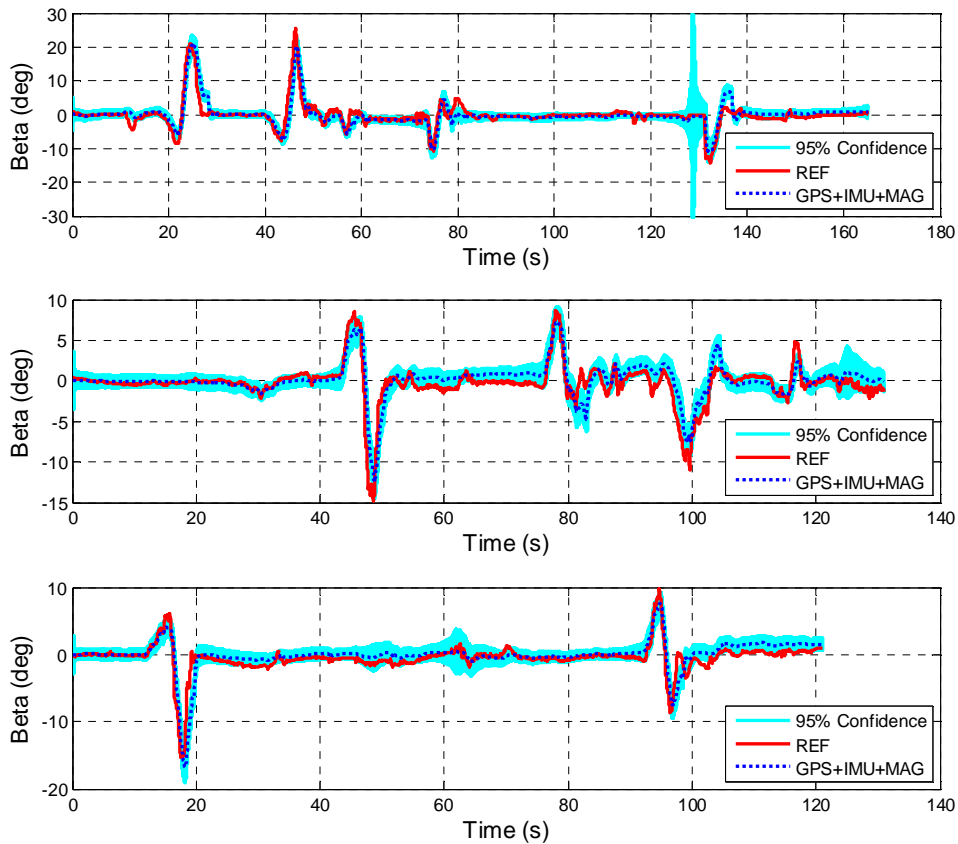 30
20
10
0
-10
-20
-30
Beta (deg)
95% Confidence
REF
GPS+IMU+MAG
0 20 40 60 80 100 120 140 160 180
Time (s)
10
5
0
-5
-10
-15
Beta (deg)
95% Confidence
REF
GPS+IMU+MAG
0 20 40 60 80 100 120 140
Time (s)
10
0
-10
-20
Beta (deg)
95% Confidence
REF
GPS+IMU+MAG
0 20 40 60 80 100 120 140
Time (s)